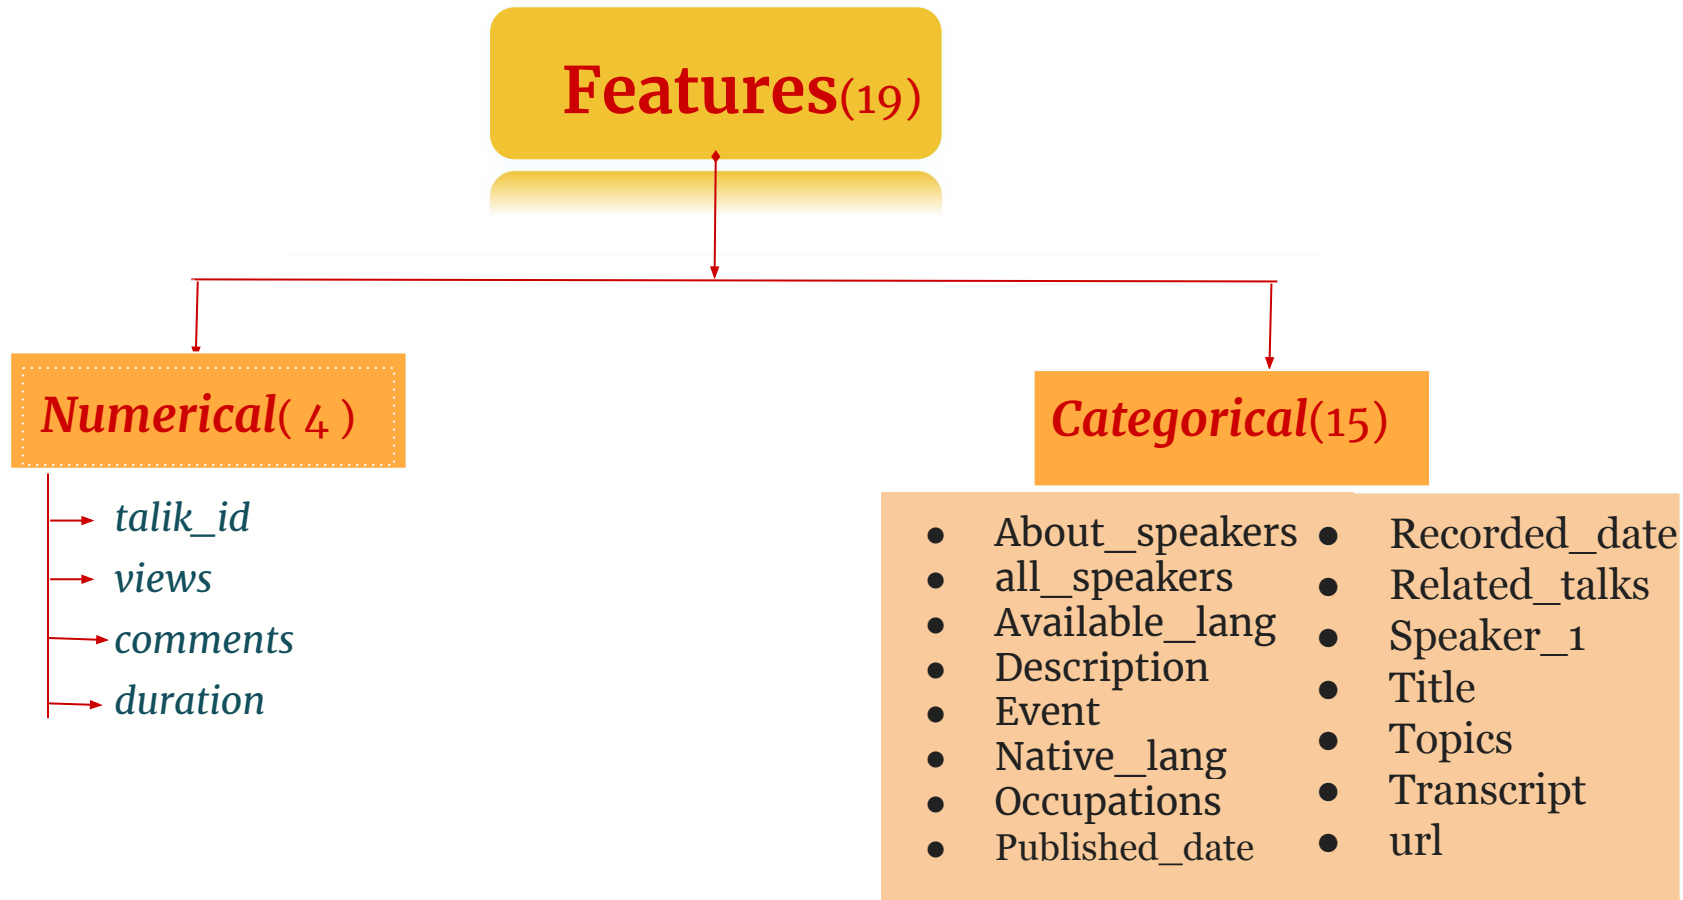 Features(19)
Numerical( 4 )
talik_id
views
comments
duration
Categorical(15)
● About_speakers
● all_speakers
● Available_lang
● Description
● Event
● Native_lang
● Occupations
● Published_date
● Recorded_date
● Related_talks
● Speaker_1
● Title
● Topics
● Transcript
● url